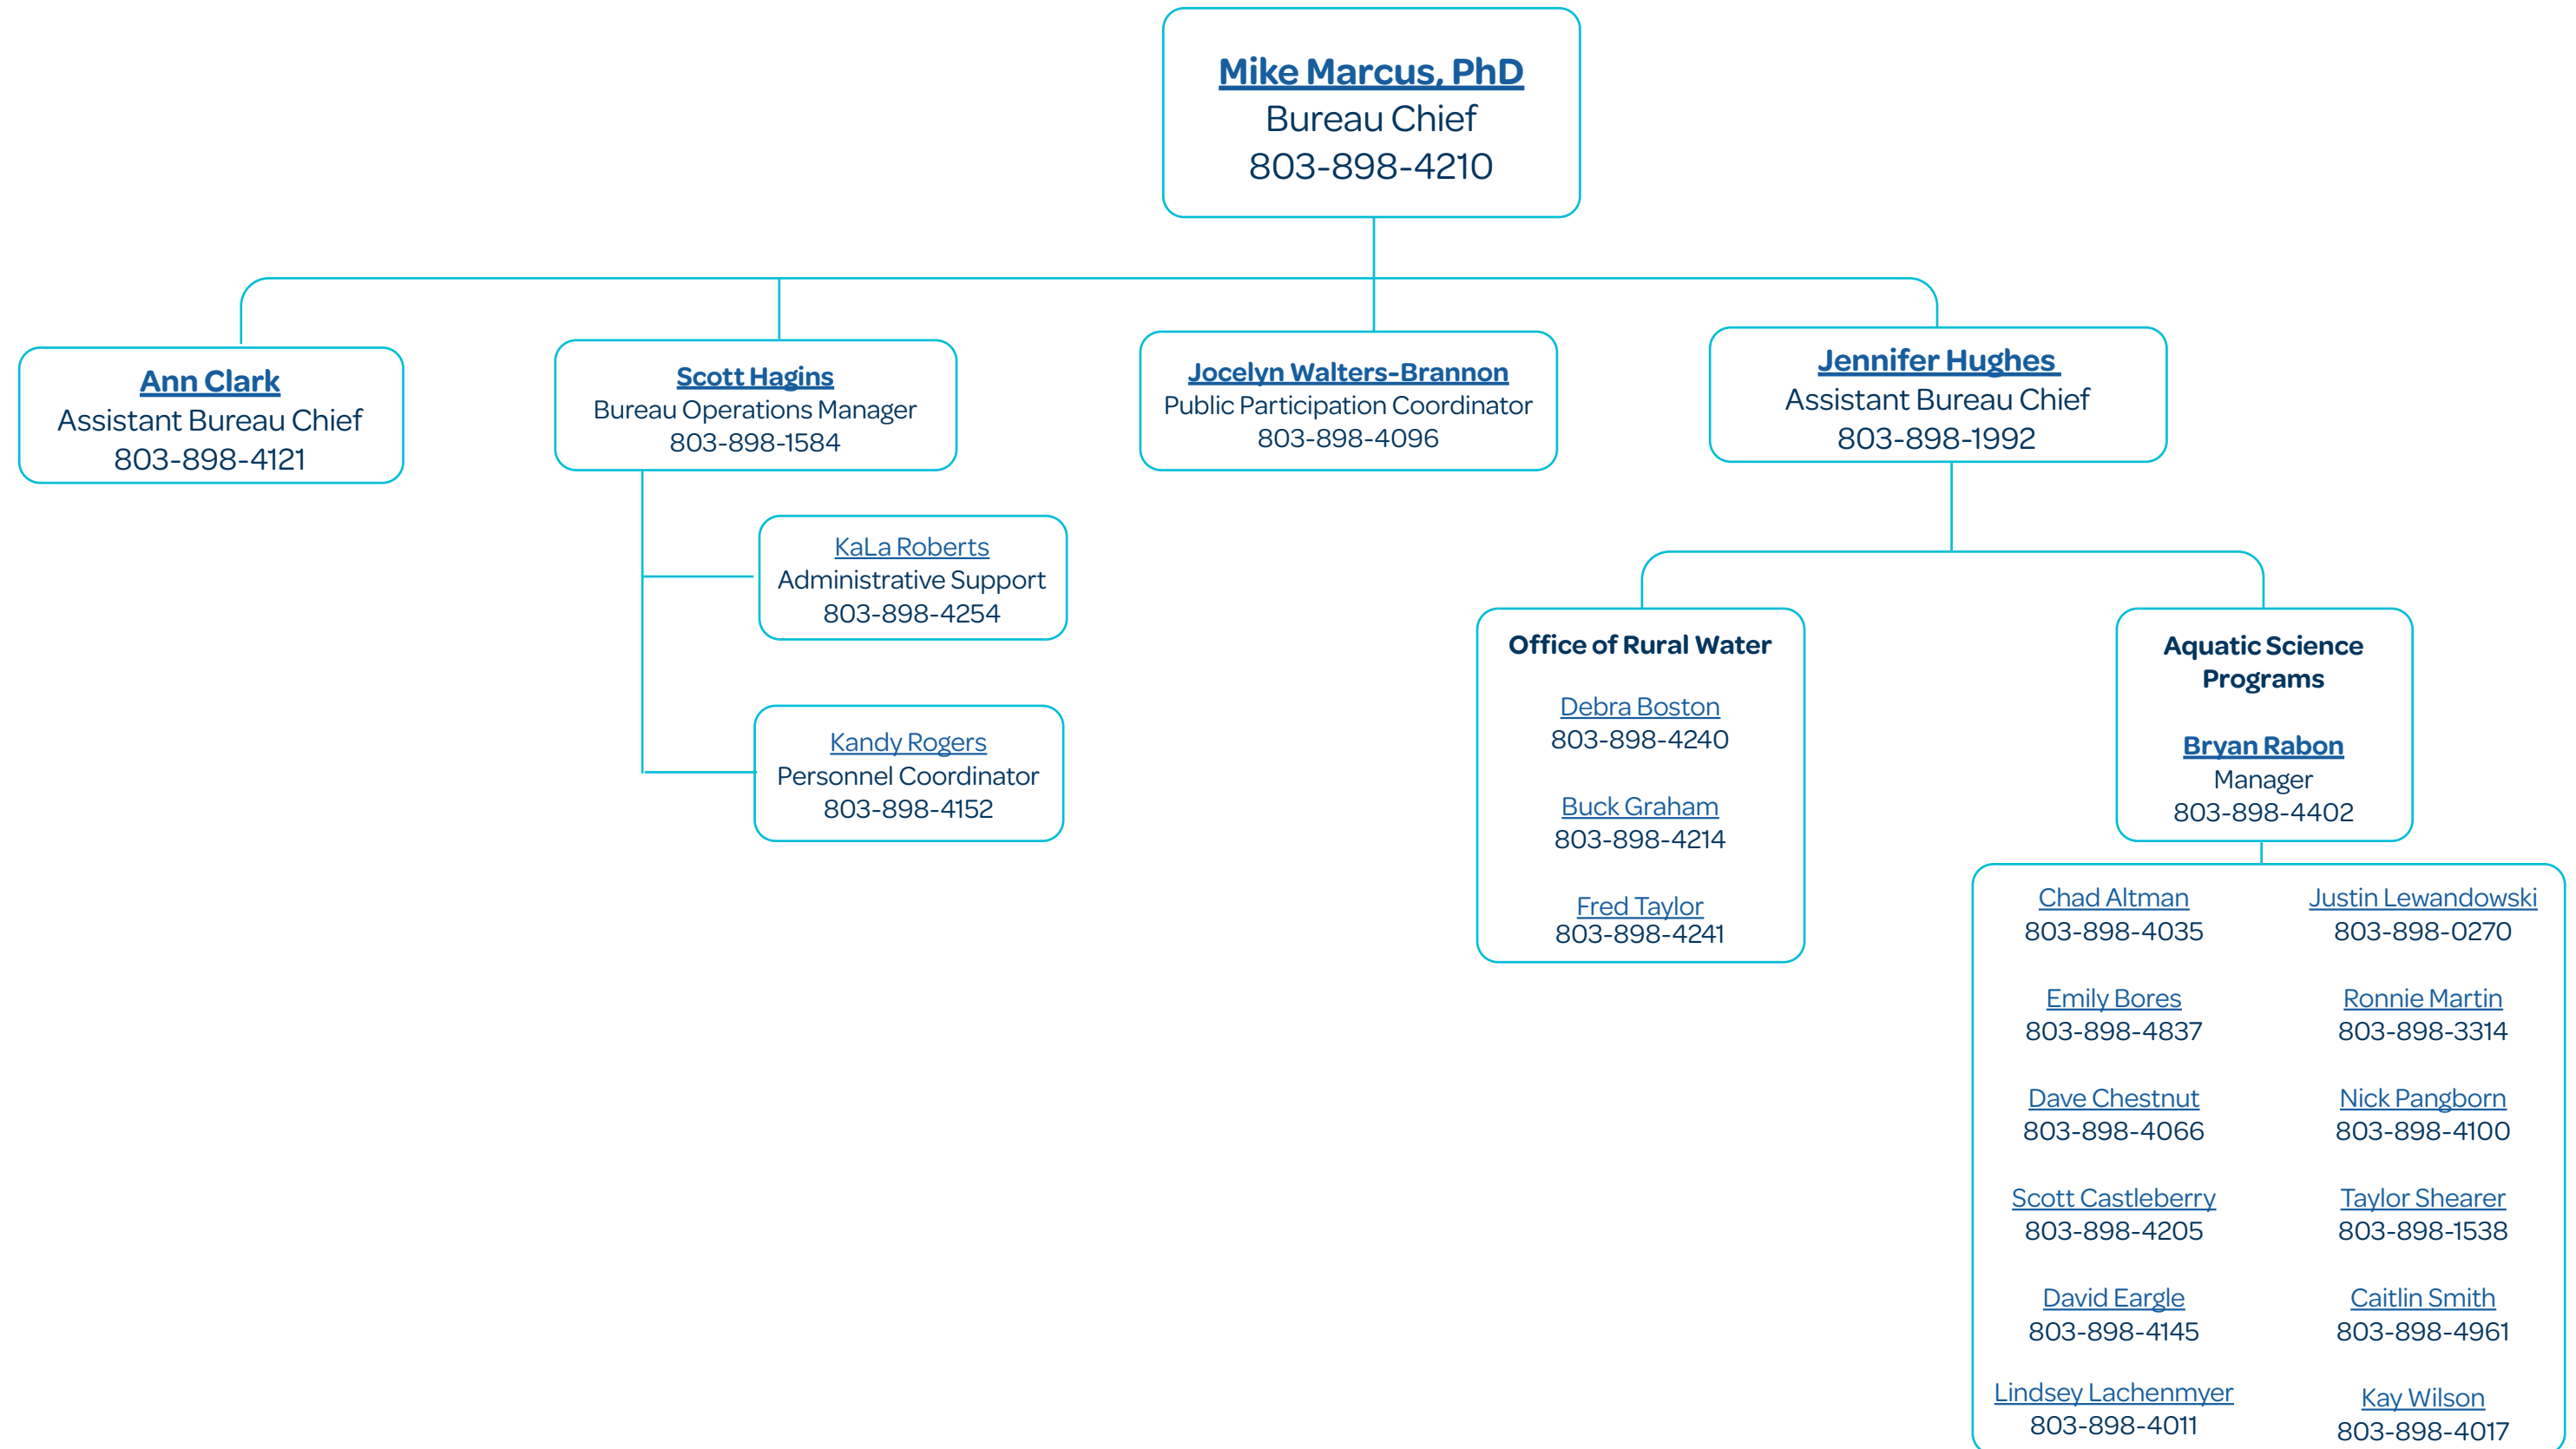 Mike Marcus, PhD
Bureau Chief
803-898-4210
Ann Clark
Assistant Bureau Chief
803-898-4121
Scott Hagins
Bureau Operations Manager
803-898-1584
Jocelyn Walters-Brannon
Public Participation Coordinator
803-898-4096
Jennifer Hughes
Assistant Bureau Chief
803-898-1992
KaLa Roberts
Administrative Support
803-898-4254
Kandy Rogers
Personnel Coordinator
803-898-4152
Office of Rural Water
Debra Boston
803-898-4240
Buck Graham
803-898-4214
Fred Taylor
803-898-4241
Aquatic Science
Programs
Bryan Rabon
Manager
803-898-4402
Chad Altman
803-898-4035
Emily Bores
803-898-4837
Dave Chestnut
803-898-4066
Scott Castleberry
803-898-4205
David Eargle
803-898-4145
Lindsey Lachenmyer
803-898-4011
Justin Lewandowski
803-898-0270
Ronnie Martin
803-898-3314
Nick Pangborn
803-898-4100
Taylor Shearer
803-898-1538
Caitlin Smith
803-898-4961
Kay Wilson
803-898-4017